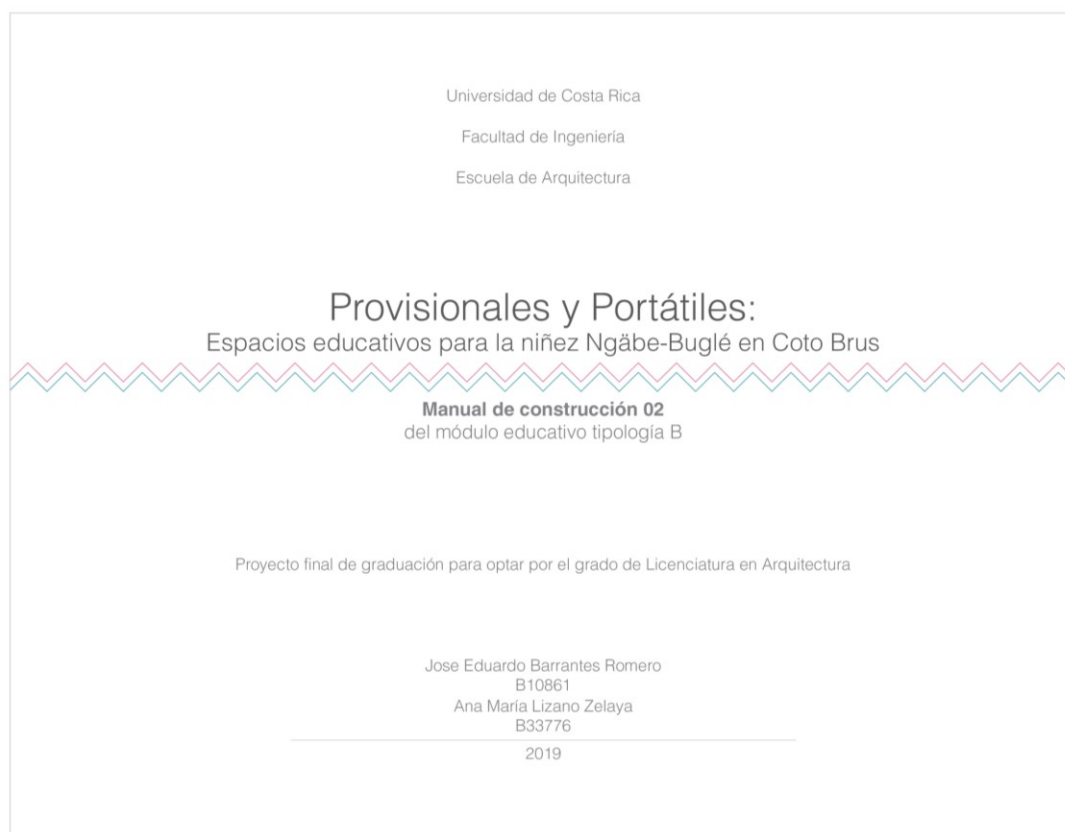 Universidad de Costa Rica
Facultad de Ingeniería
Escuela de Arquitectura
Provisionales y Portátiles:
Espacios educativos para la niñez Ngäbe-Buglé en Coto Brus
Manual de construcción 02
del módulo educativo tipología B
Proyecto final de graduación para optar por el grado de Licenciatura en Arquitectura
Jose Eduardo Barrantes Romero
B10861
Ana María Lizano Zelaya
B33776
2019